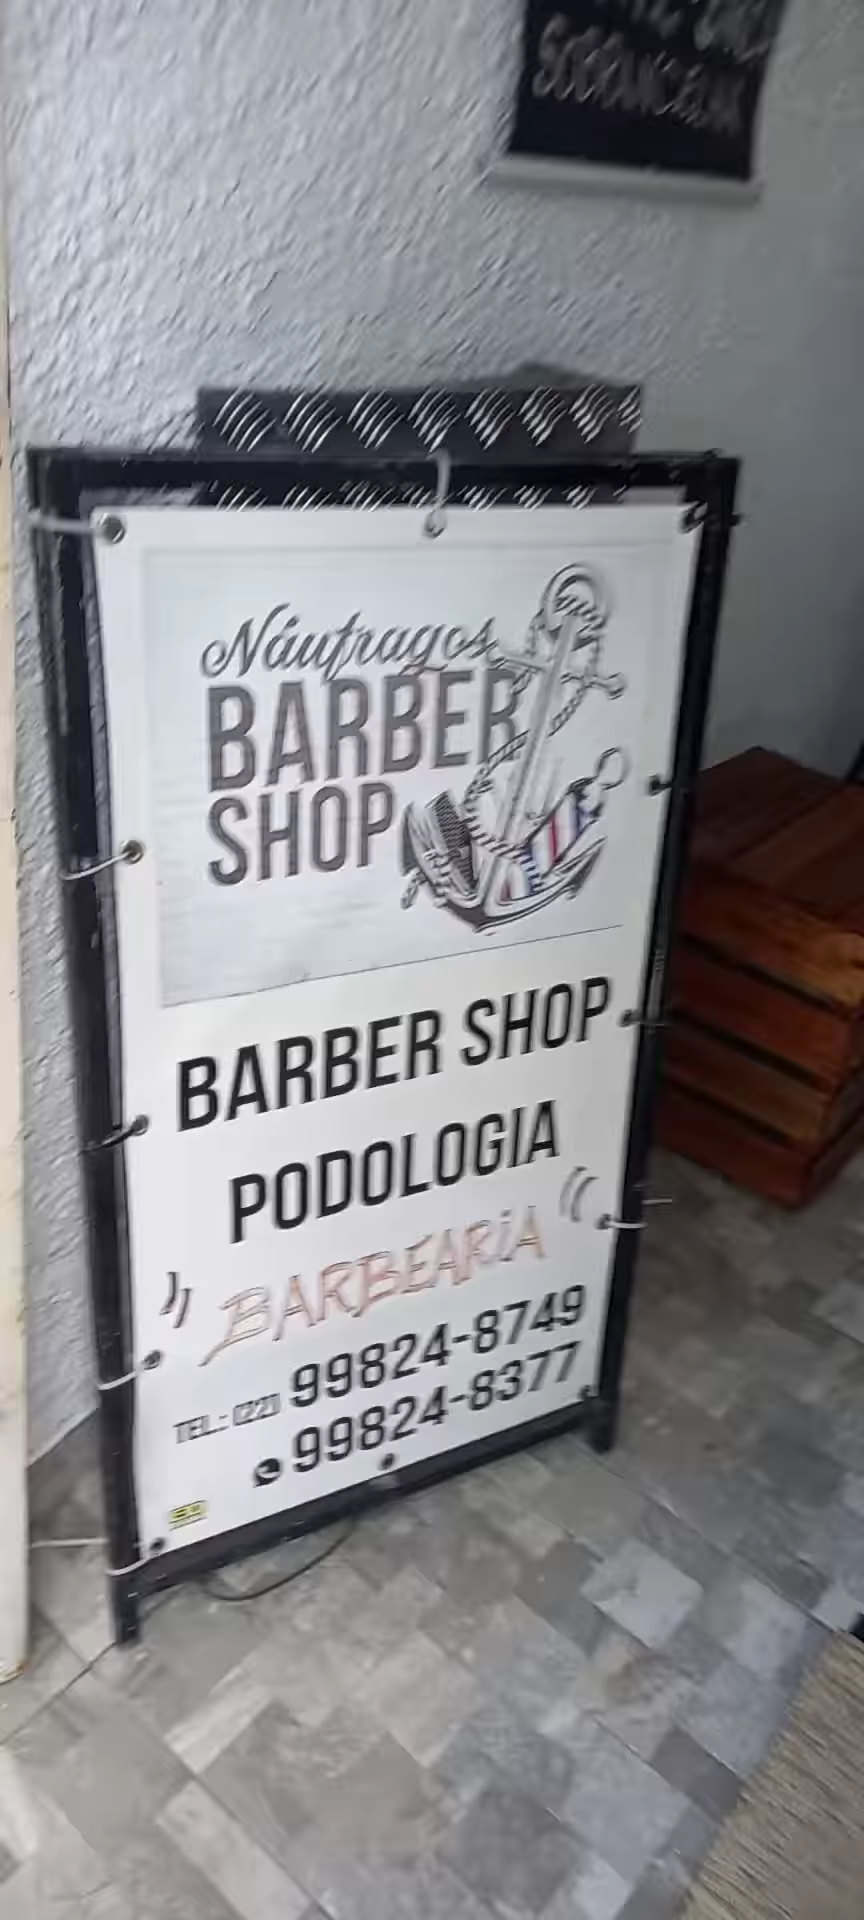 Náufragos
BARBER
SHOP
BARBER SHOP
PODOLOGIA
BARBEARiA
TEL.: (22) 99824-8749
99824-8377